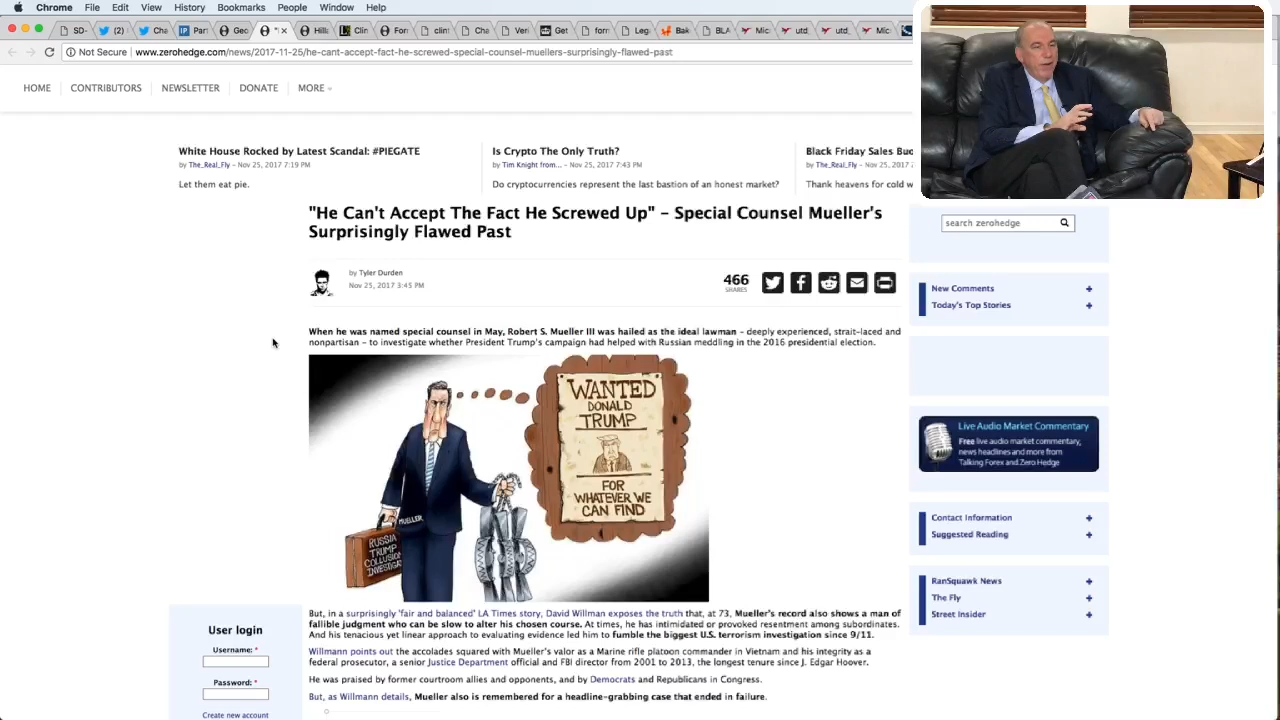 Chrome File Edit View History Bookmarks People Window Help
Not Secure www.zerohedge.com/news/2017-11-25/he-cant-accept-fact-he-screwed-special-counsel-muellers-surprisingly-flawed-past
HOME CONTRIBUTORS NEWSLETTER DONATE MORE
White House Rocked by Latest Scandal: #PIEGATE
by The_Real_Fly - Nov 25, 2017 7:19 PM
Let them eat pie.
Is Crypto The Only Truth?
by Tim Knight from... - Nov 25, 2017 7:43 PM
Do cryptocurrencies represent the last bastion of an honest market?
Black Friday Sales Bu
by The_Real_Fly - Nov 25, 2017
Thank heavens for cold w
"He Can't Accept The Fact He Screwed Up" - Special Counsel Mueller's
Surprisingly Flawed Past
by Tyler Durden
Nov 25, 2017 3:45 PM
466
SHARES
When he was named special counsel in May, Robert S. Mueller III was hailed as the ideal lawman - deeply experienced, strait-laced and
nonpartisan - to investigate whether President Trump's campaign had helped with Russian meddling in the 2016 presidential election.
WANTED
DONALD
TRUMP
FOR
WHATEVER WE
CAN FIND
MUELLER
RUSSIA
TRUMP
COLLUSION
But, in a surprisingly 'fair and balanced' LA Times story, David Willman exposes the truth that, at 73, Mueller's record also shows a man of
fallible judgment who can be slow to alter his chosen course. At times, he has intimidated or provoked resentment among subordinates.
And his tenacious yet linear approach to evaluating evidence led him to fumble the biggest U.S. terrorism investigation since 9/11.
Willmann points out the accolades squared with Mueller's valor as a Marine rifle platoon commander in Vietnam and his integrity as a
federal prosecutor, a senior Justice Department official and FBI director from 2001 to 2013, the longest tenure since J. Edgar Hoover.
He was praised by former courtroom allies and opponents, and by Democrats and Republicans in Congress.
But, as Willmann details, Mueller also is remembered for a headline-grabbing case that ended in failure.
User login
Username: *
Password: *
Create new account
search zerohedge
New Comments
Today's Top Stories
Live Audio Market Commentary
Free live audio market commentary,
news headlines and more from
Talking Forex and Zero Hedge
Contact Information
Suggested Reading
RanSquawk News
The Fly
Street Insider